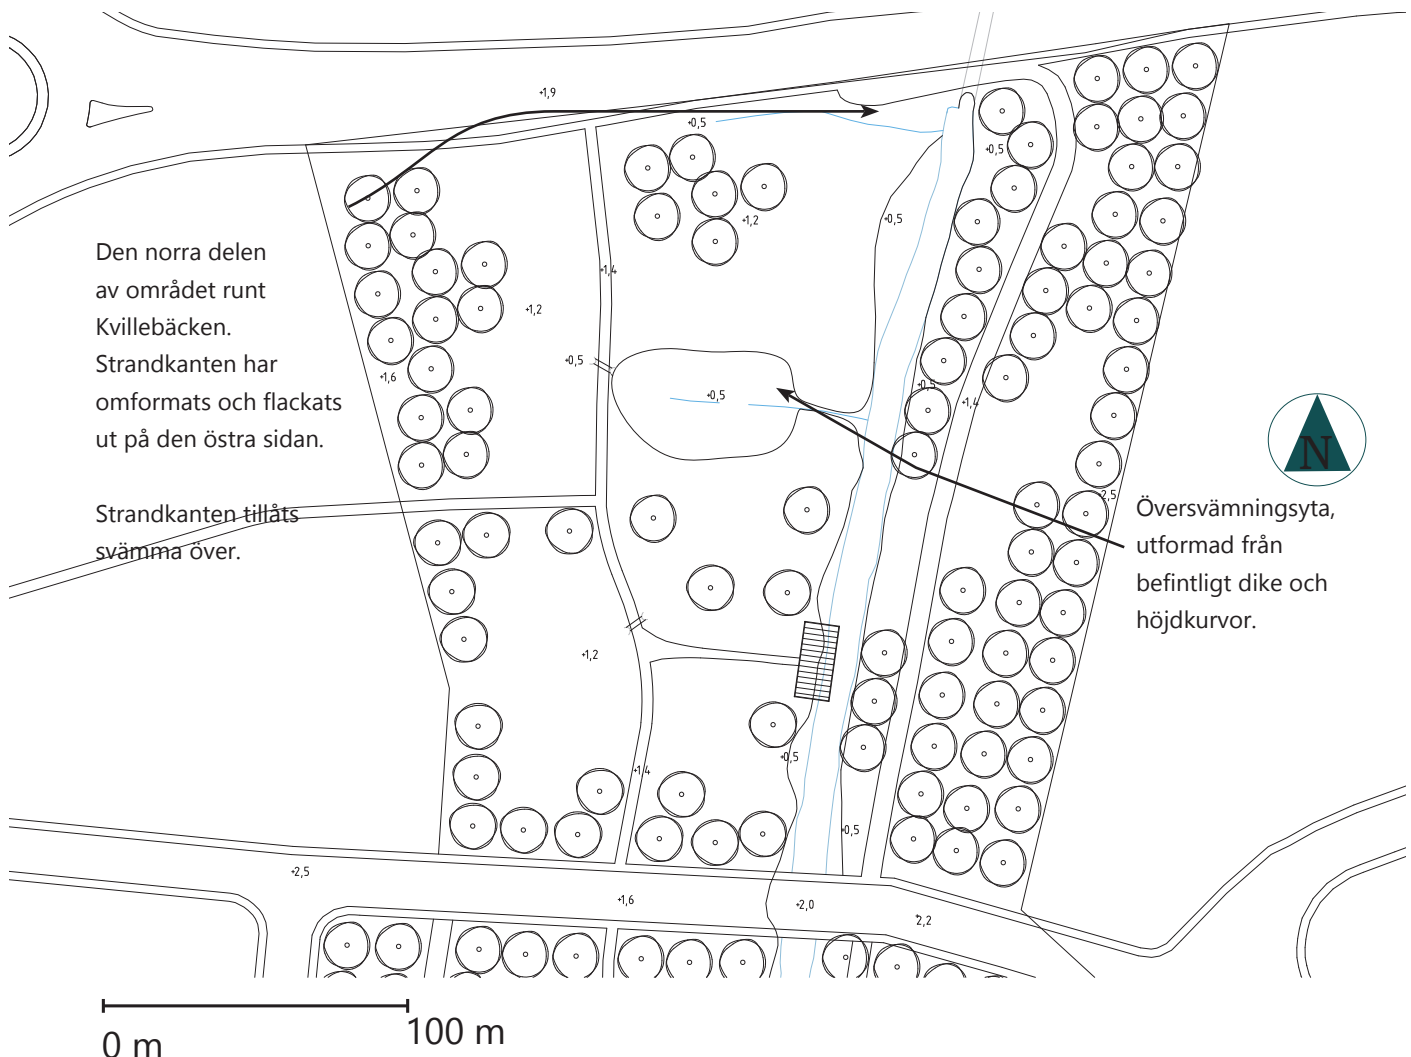 +1,9
+0,5
+0,5
+1,2
+0,5
Den norra delen
av området runt
Kvillebäcken.
Strandkanten har
omformats och flackats
ut på den östra sidan.
Strandkanten tillåts
svämma över.
+1,4
+1,2
+0,5
+1,6
+0,5
+0,5
+1,4
N
2,5
Översvämningsyta,
utformad från
befintligt dike och
höjdkurvor.
+1,2
+0,5
+1,4
+0,5
+2,5
+1,6
+2,0
+2,2
0 m
100 m